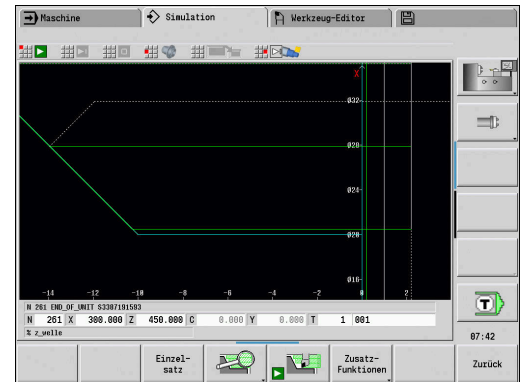 Maschine
Simulation
Werkzeug-Editor
X
Ø32
Ø28
Ø24
Ø20
Ø16
-14 -12 -10 -8 -6 -4 -2 0 2
N 261 END_OF_UNIT S3387191593
N 261 X 300.000 Z 450.000 C 0.000 Y 0.000 T 1 001
% z_welle
T
07:42
Einzel-
satz
Zusatz-
Funktionen
Zurück